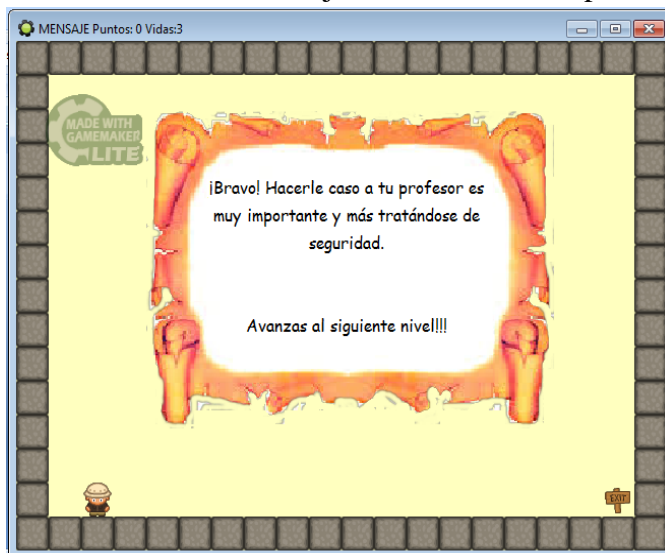 MENSAJE Puntos: 0 Vidas:3
MADE WITH
GAMEMAKER
LITE
¡Bravo! Hacerle caso a tu profesor es
muy importante y más tratándose de
seguridad.
Avanzas al siguiente nivel!!!
EXIT